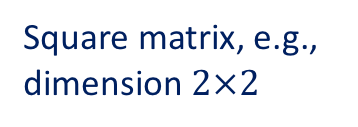 Square matrix, e.g.,
dimension 2×2